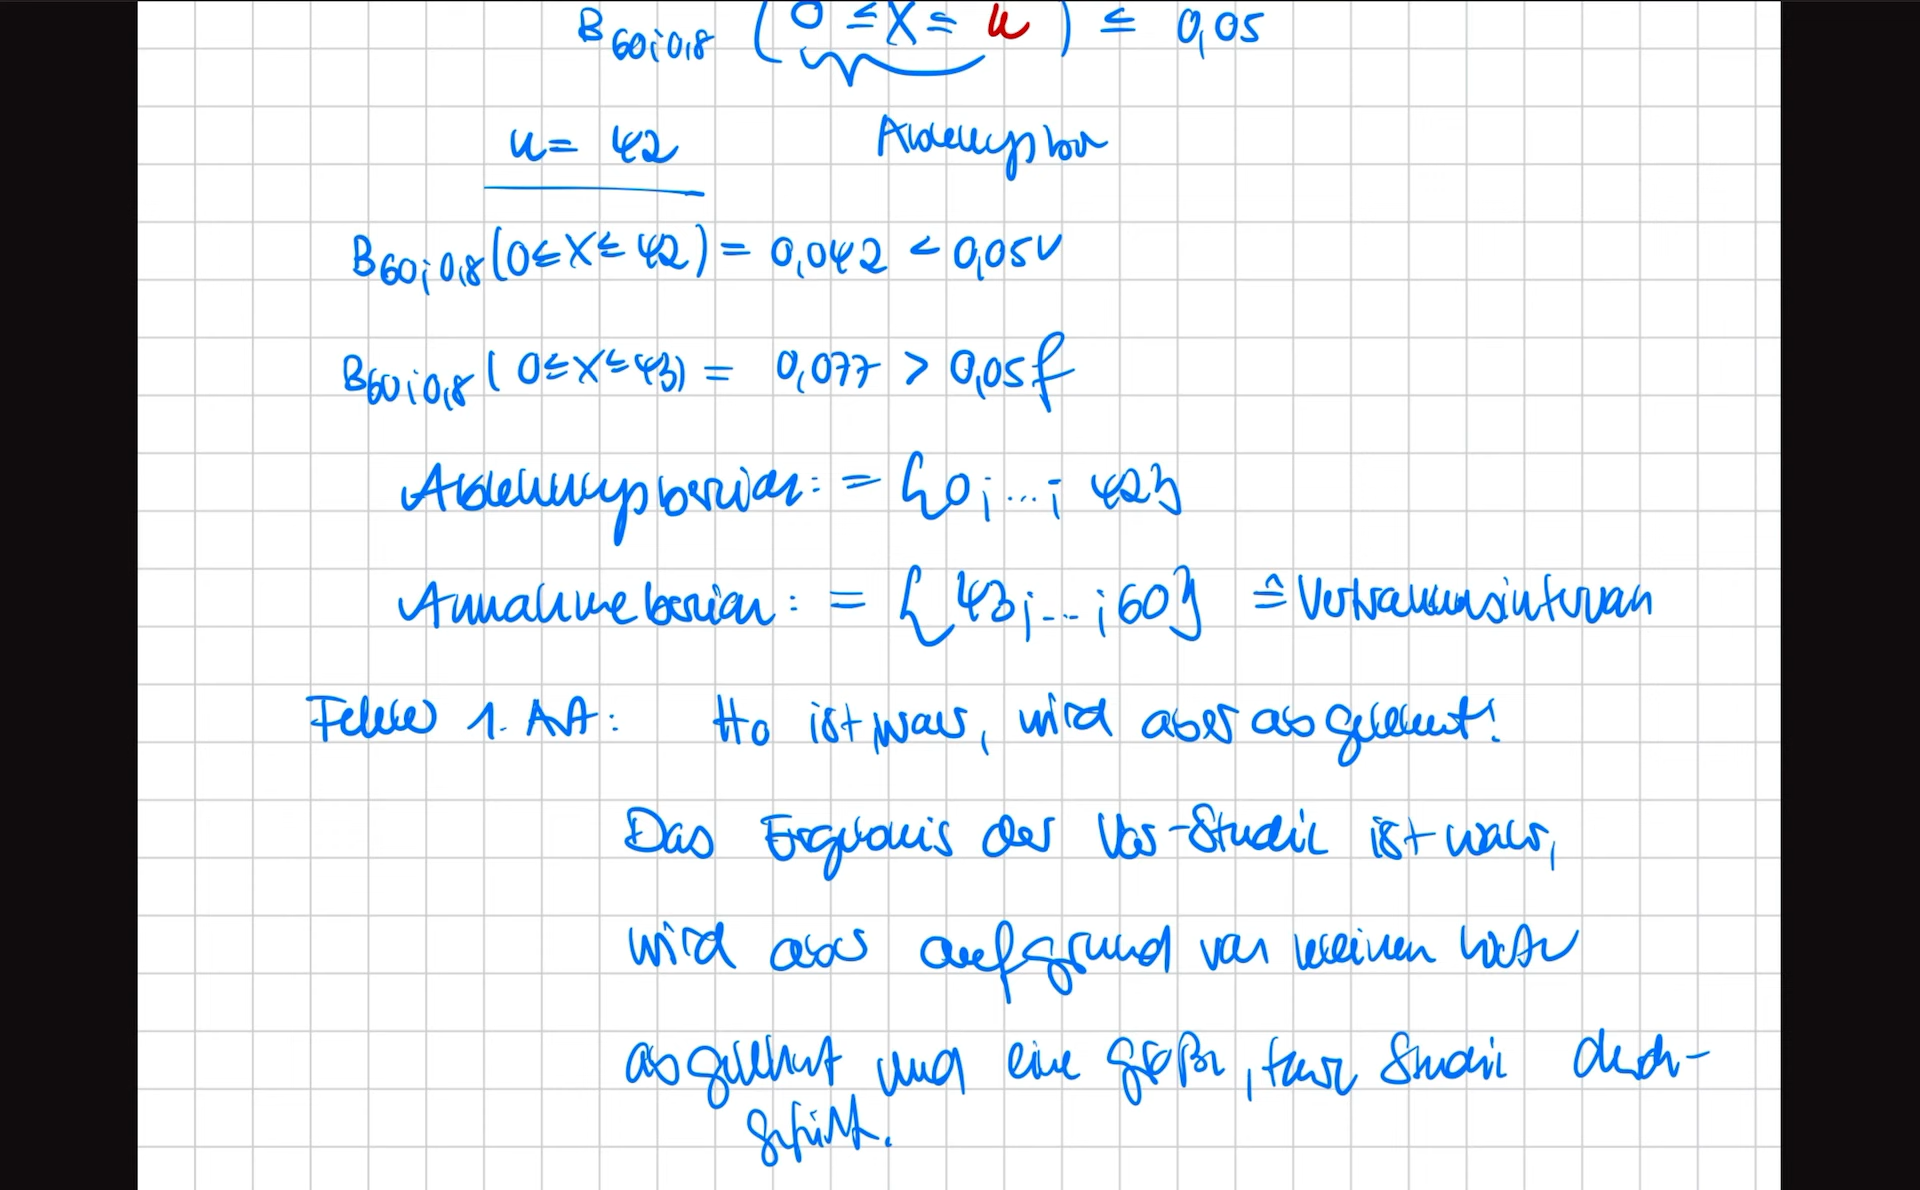 B60;0,8 (0 ≤ X ≤ k) ≤ 0,05
k = 42 Ablehnungsber
B60;0,8 (0 ≤ X ≤ 42) = 0,042 < 0,05 ✓
B60;0,8 (0 ≤ X ≤ 43) = 0,077 > 0,05
Ablehnungsbereich: = {0; ...; 42}
Annahmebereich: = {43; ...; 60} ≙ Vertrauensintervall
Fehler 1. Art: H0 ist wahr, wird aber abgelehnt!
Das Ergebnis der Vor-Studie ist wahr,
wird aber aufgrund von kleinen
abgelehnt und eine große, teure Studie durch-
geführt.